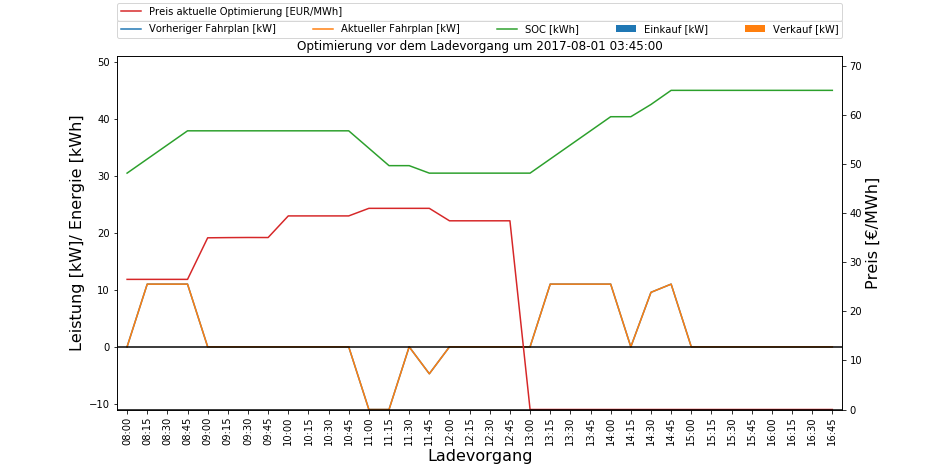 Preis aktuelle Optimierung [EUR/MWh]
Vorheriger Fahrplan [kW] Aktueller Fahrplan [kW] SOC [kWh] Einkauf [kW] Verkauf [kW]
Optimierung vor dem Ladevorgang um 2017-08-01 03:45:00
Leistung [kW]/ Energie [kWh]
50
40
30
20
10
0
−10
70
60
50
40
30
20
10
0
Preis [€/MWh]
08:00 08:15 08:30 08:45 09:00 09:15 09:30 09:45 10:00 10:15 10:30 10:45 11:00 11:15 11:30 11:45 12:00 12:15 12:30 12:45 13:00 13:15 13:30 13:45 14:00 14:15 14:30 14:45 15:00 15:15 15:30 15:45 16:00 16:15 16:30 16:45
Ladevorgang